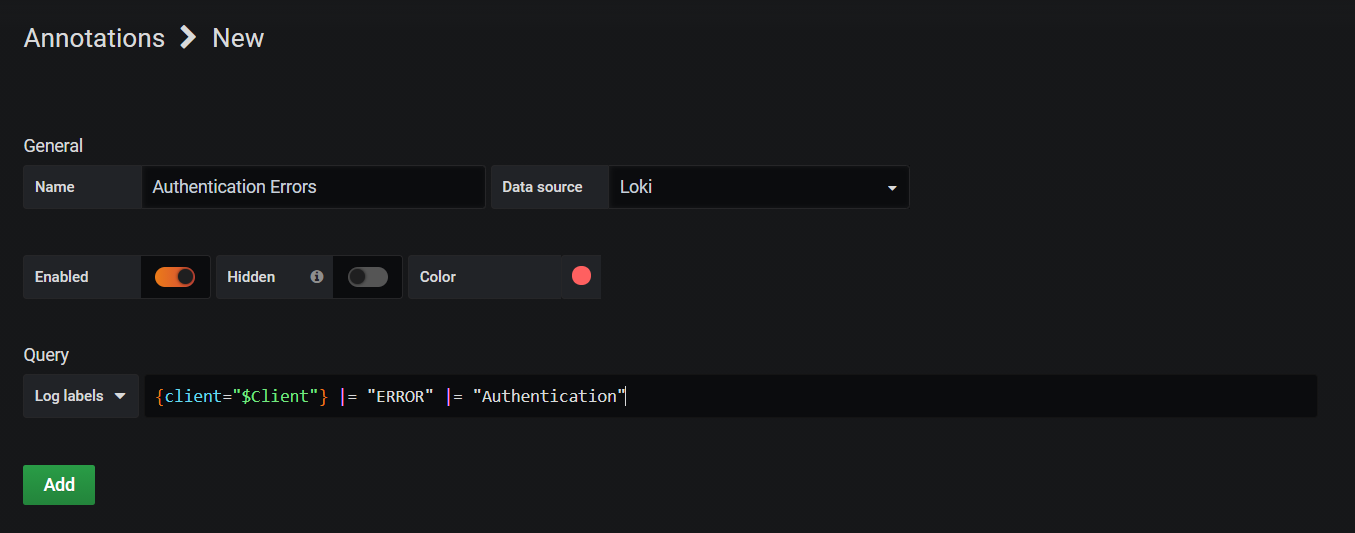 Annotations > New
General
Name Authentication Errors Data source Loki
Enabled Hidden Color
Query
Log labels {client="$Client"} |= "ERROR" |= "Authentication"
Add